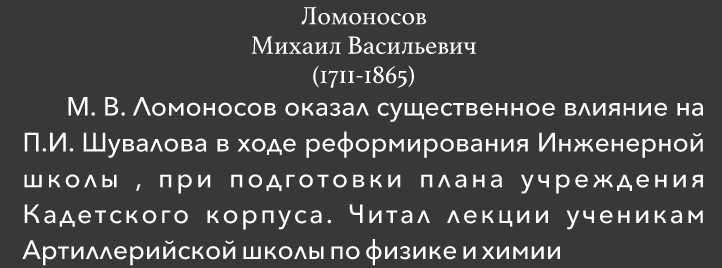 Ломоносов
Михаил Васильевич
(1711-1865)
М. В. Ломоносов оказал существенное влияние на
П.И. Шувалова в ходе реформирования Инженерной
школы , при подготовки плана учреждения
Кадетского корпуса. Читал лекции ученикам
Артиллерийской школы по физике и химии